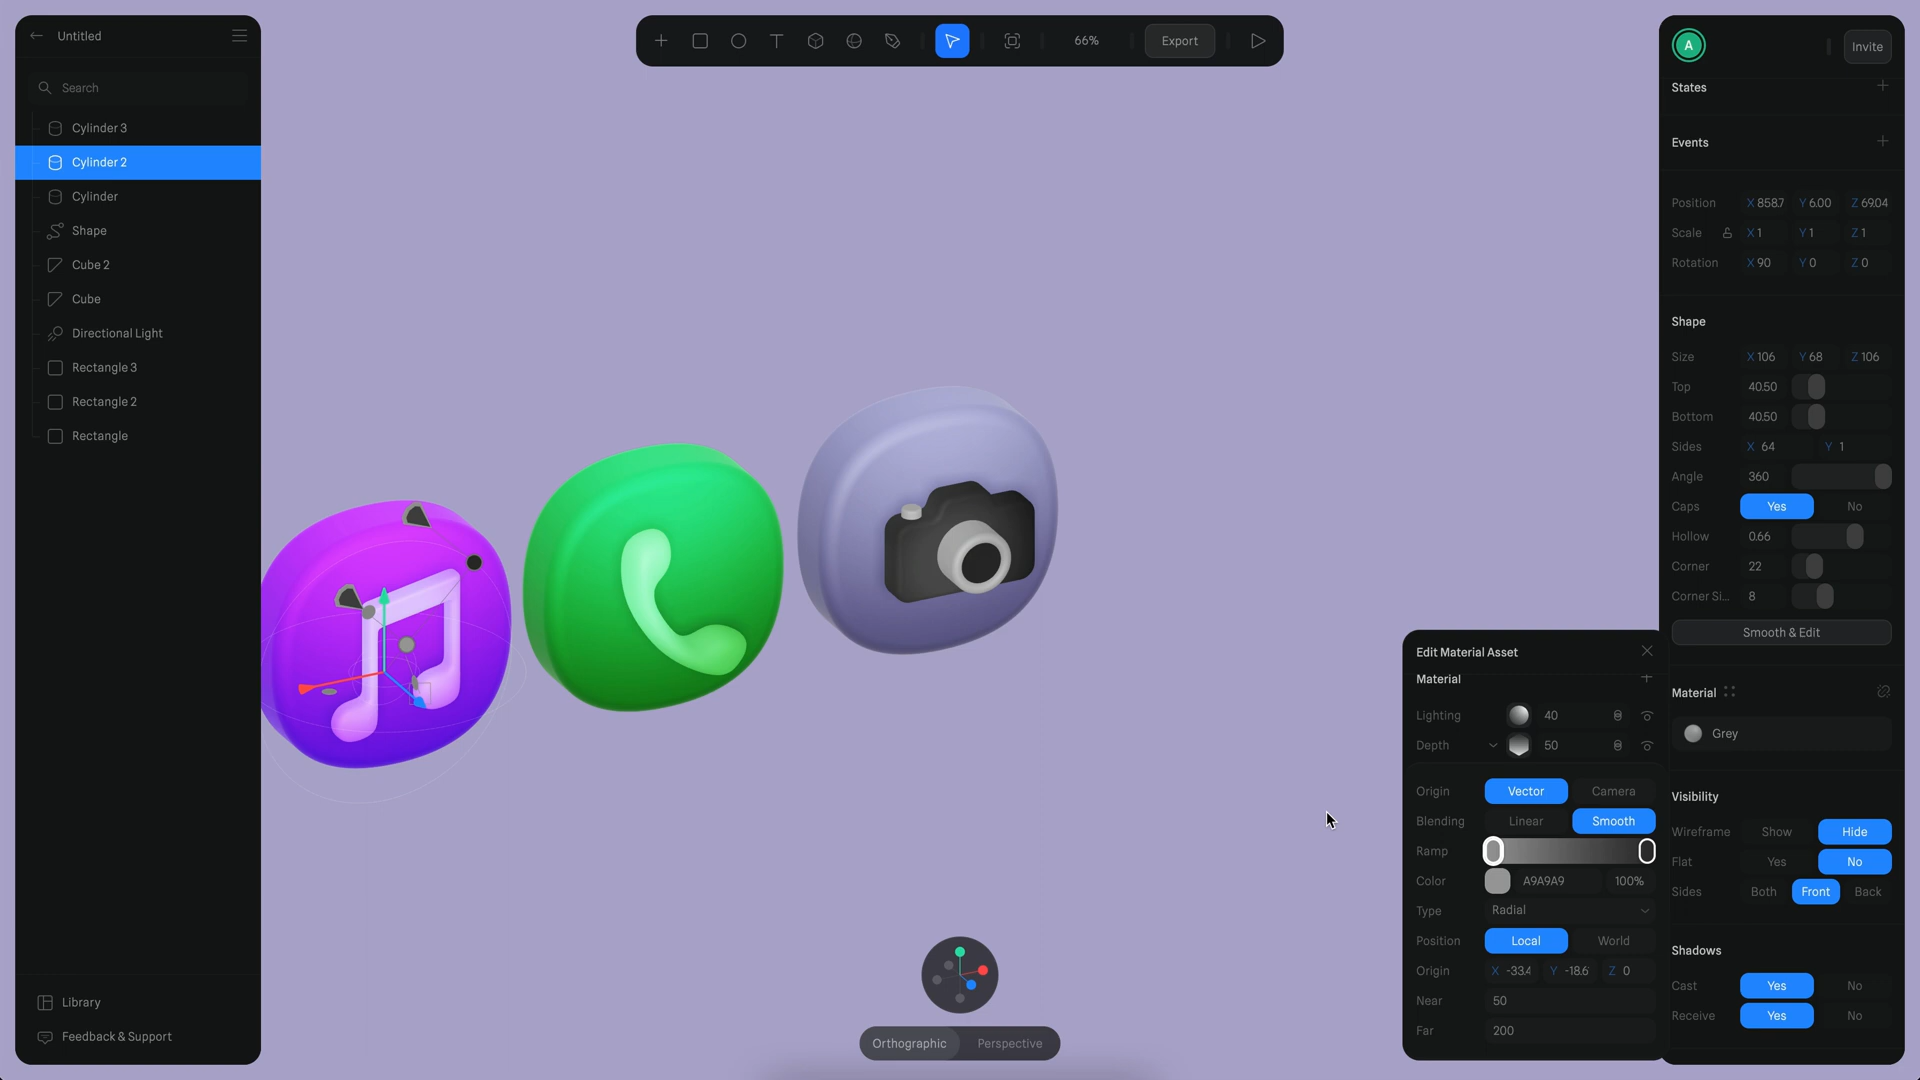 Untitled
Search
Cylinder 3
Cylinder 2
Cylinder
Shape
Cube 2
Cube
Directional Light
Rectangle 3
Rectangle 2
Rectangle
Library
Feedback & Support
66%
Export
Orthographic
Perspective
Edit Material Asset
Material
Lighting 40
Depth 50
Origin Vector Camera
Blending Linear Smooth
Ramp
Color A9A9A9 100%
Type Radial
Position Local World
Origin X -33.4 Y -18.6 Z 0
Near 50
Far 200
A
Invite
States
Events
Position X 858.7 Y 6.00 Z 69.04
Scale X 1 Y 1 Z 1
Rotation X 90 Y 0 Z 0
Shape
Size X 106 Y 68 Z 106
Top 40.50
Bottom 40.50
Sides X 64 Y 1
Angle 360
Caps Yes No
Hollow 0.66
Corner 22
Corner Si... 8
Smooth & Edit
Material
Grey
Visibility
Wireframe Show Hide
Flat Yes No
Sides Both Front Back
Shadows
Cast Yes No
Receive Yes No